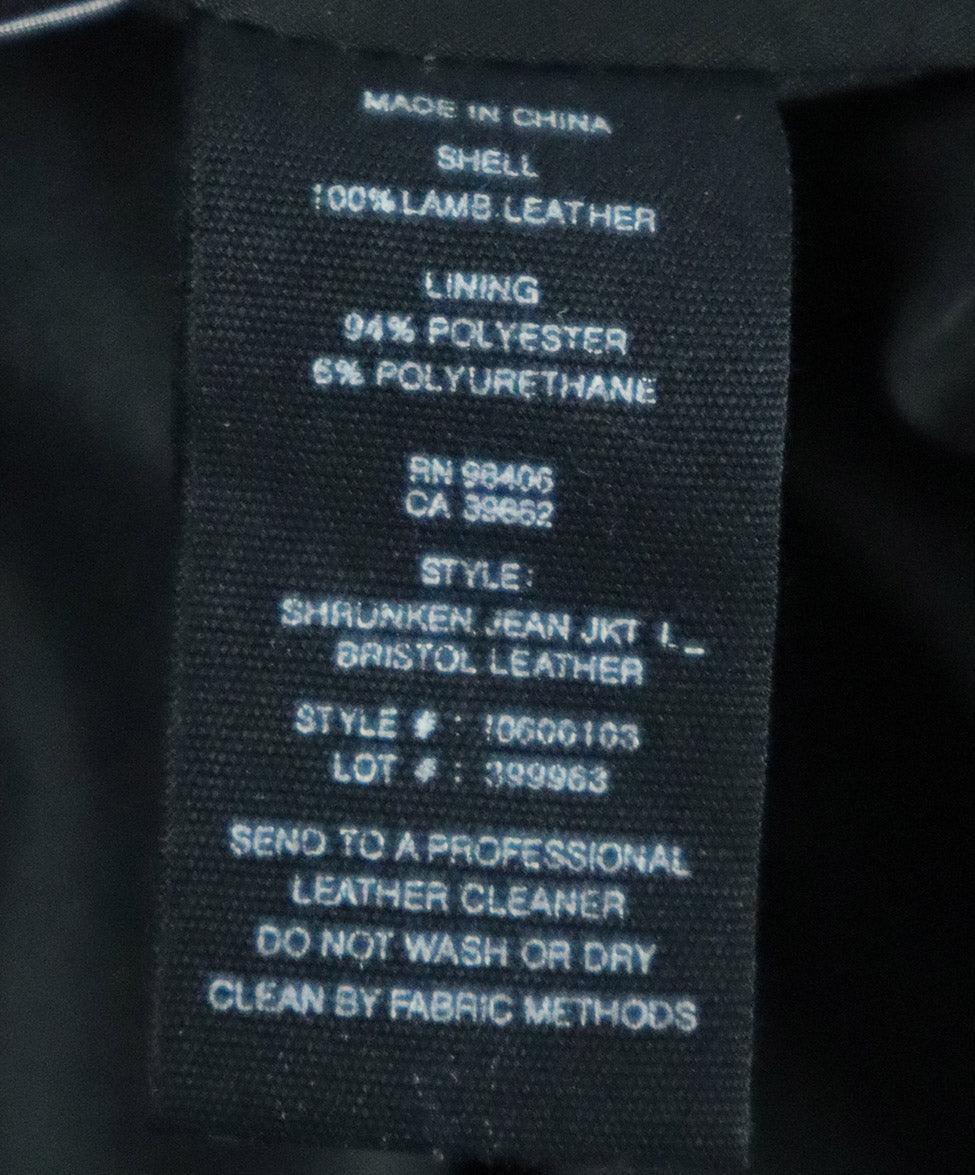 MADE IN CHINA
SHELL
100% LAMB LEATHER
LINING
94% POLYESTER
6% POLYURETHANE
RN 98406
CA 39862
STYLE:
SHRUNKEN JEAN JKT L_
BRISTOL LEATHER
STYLE # : 10600103
LOT # : 399963
SEND TO A PROFESSIONAL
LEATHER CLEANER
DO NOT WASH OR DRY
CLEAN BY FABRIC METHODS